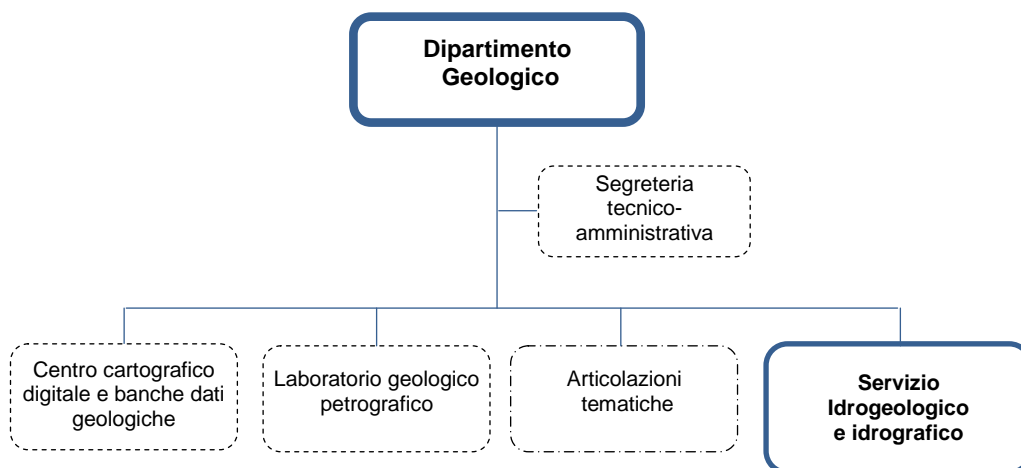 Dipartimento
Geologico
Segreteria
tecnico-
amministrativa
Centro cartografico
digitale e banche dati
geologiche
Laboratorio geologico
petrografico
Articolazioni
tematiche
Servizio
Idrogeologico
e idrografico